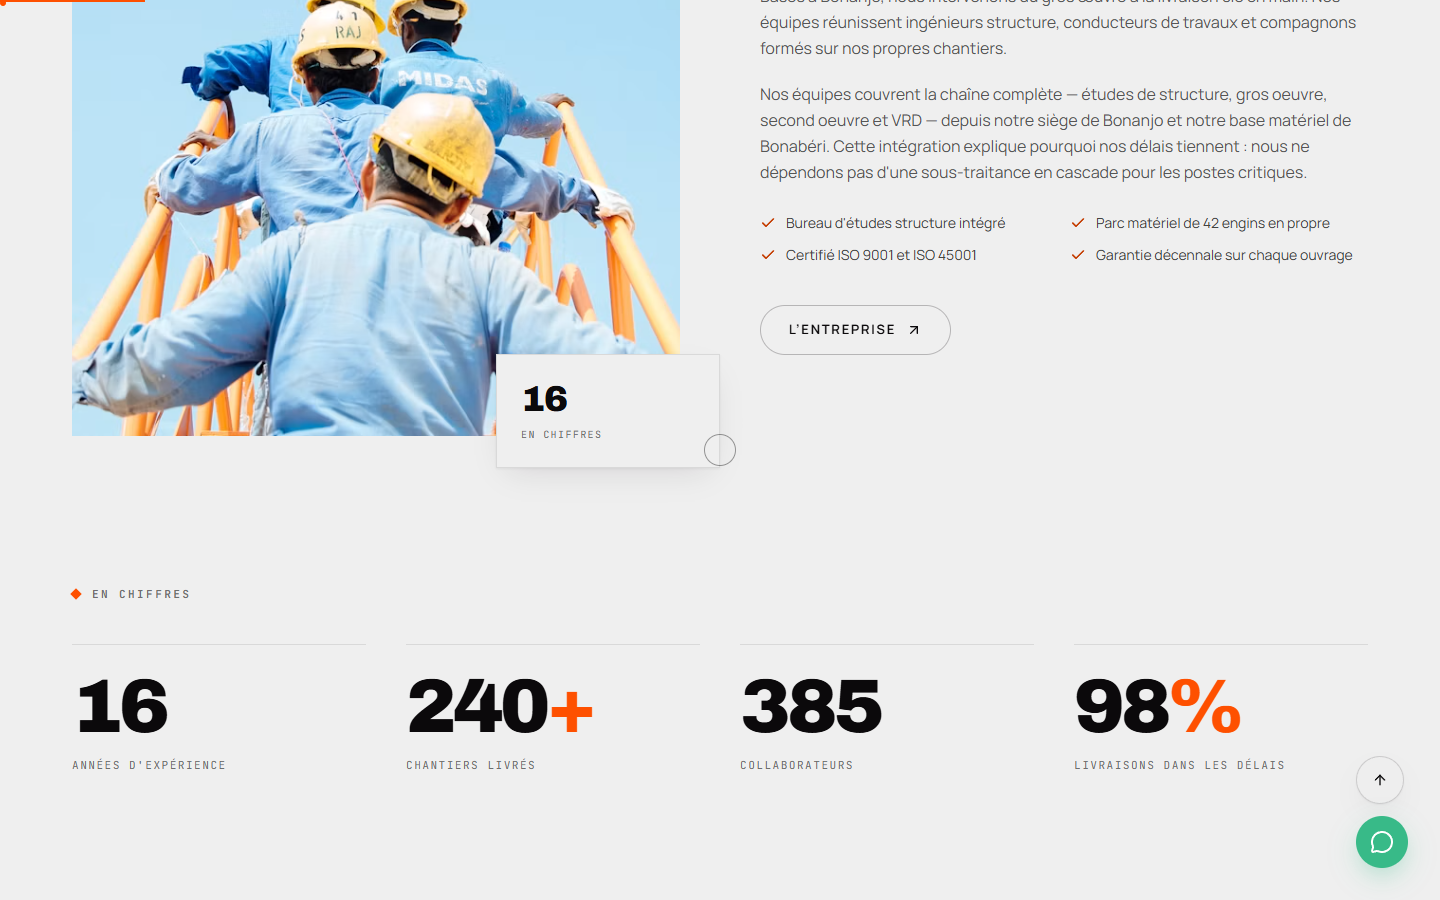 équipes réunissent ingénieurs structure, conducteurs de travaux et compagnons
formés sur nos propres chantiers.
Nos équipes couvrent la chaîne complète — études de structure, gros oeuvre,
second oeuvre et VRD — depuis notre siège de Bonanjo et notre base matériel de
Bonabéri. Cette intégration explique pourquoi nos délais tiennent : nous ne
dépendons pas d'une sous-traitance en cascade pour les postes critiques.
Bureau d'études structure intégré
Parc matériel de 42 engins en propre
Certifié ISO 9001 et ISO 45001
Garantie décennale sur chaque ouvrage
L'ENTREPRISE
41
RAJ
MIDAS
16
EN CHIFFRES
EN CHIFFRES
16
ANNÉES D'EXPÉRIENCE
240+
CHANTIERS LIVRÉS
385
COLLABORATEURS
98%
LIVRAISONS DANS LES DÉLAIS